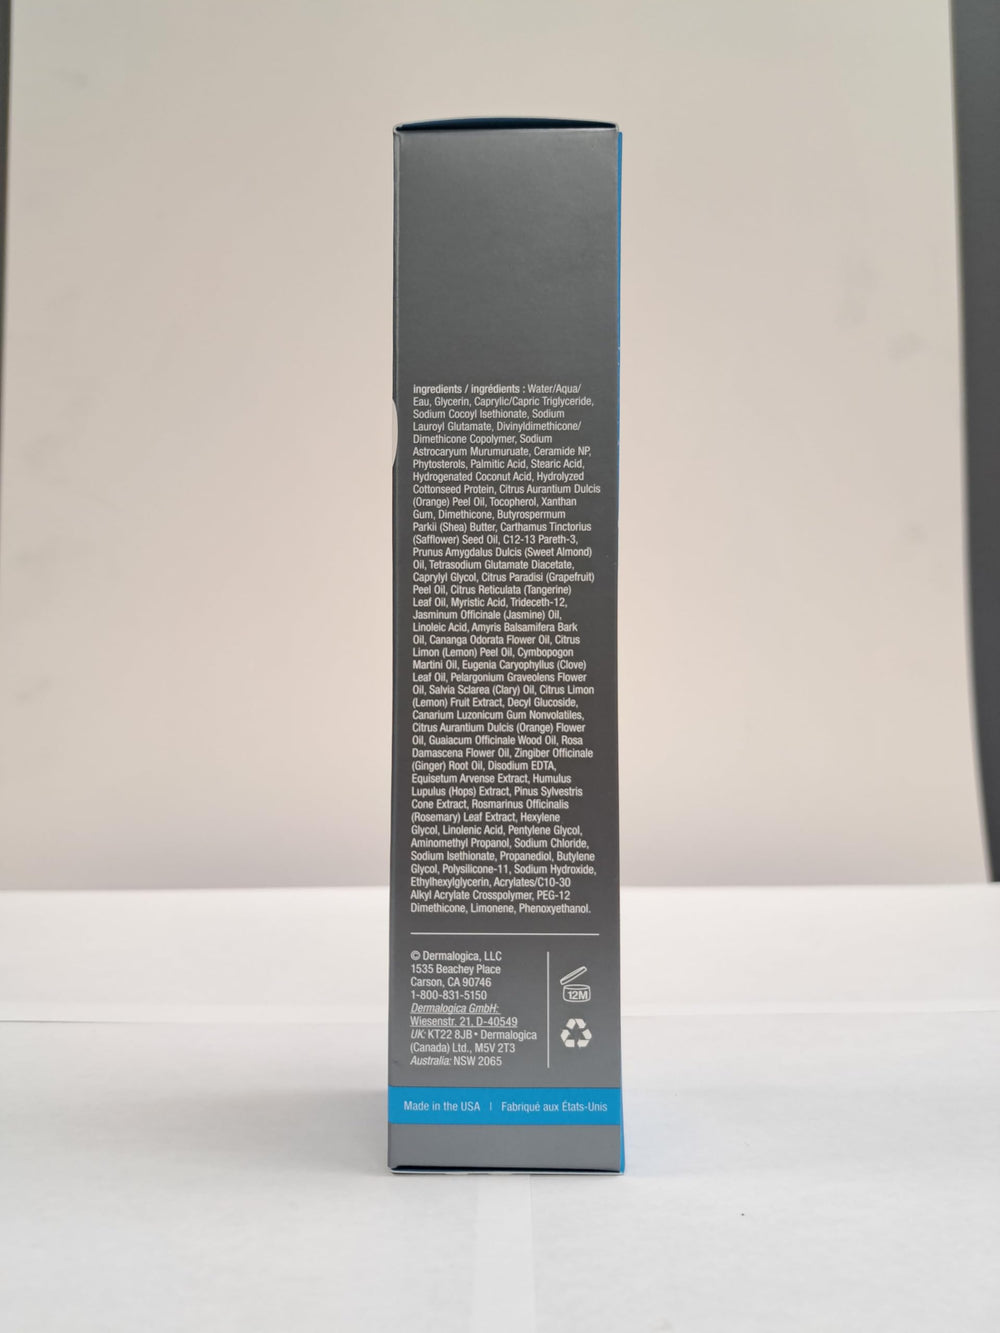 ingredients / ingrédients : Water/Aqua/
Eau, Glycerin, Caprylic/Capric Triglyceride,
Sodium Cocoyl Isethionate, Sodium
Lauroyl Glutamate, Divinyldimethicone/
Dimethicone Copolymer, Sodium
Astrocaryum Murumuruate, Ceramide NP,
Phytosterols, Palmitic Acid, Stearic Acid,
Hydrogenated Coconut Acid, Hydrolyzed
Cottonseed Protein, Citrus Aurantium Dulcis
(Orange) Peel Oil, Tocopherol, Xanthan
Gum, Dimethicone, Butyrospermum
Parkii (Shea) Butter, Carthamus Tinctorius
(Safflower) Seed Oil, C12-13 Pareth-3,
Prunus Amygdalus Dulcis (Sweet Almond)
Oil, Tetrasodium Glutamate Diacetate,
Caprylyl Glycol, Citrus Paradisi (Grapefruit)
Peel Oil, Citrus Reticulata (Tangerine)
Leaf Oil, Myristic Acid, Trideceth-12,
Jasminum Officinale (Jasmine) Oil,
Linoleic Acid, Amyris Balsamifera Bark
Oil, Cananga Odorata Flower Oil, Citrus
Limon (Lemon) Peel Oil, Cymbopogon
Martini Oil, Eugenia Caryophyllus (Clove)
Leaf Oil, Pelargonium Graveolens Flower
Oil, Salvia Sclarea (Clary) Oil, Citrus Limon
(Lemon) Fruit Extract, Decyl Glucoside,
Canarium Luzonicum Gum Nonvolatiles,
Citrus Aurantium Dulcis (Orange) Flower
Oil, Guaiacum Officinale Wood Oil, Rosa
Damascena Flower Oil, Zingiber Officinale
(Ginger) Root Oil, Disodium EDTA,
Equisetum Arvense Extract, Humulus
Lupulus (Hops) Extract, Pinus Sylvestris
Cone Extract, Rosmarinus Officinalis
(Rosemary) Leaf Extract, Hexylene
Glycol, Linolenic Acid, Pentylene Glycol,
Aminomethyl Propanol, Sodium Chloride,
Sodium Isethionate, Propanediol, Butylene
Glycol, Polysilicone-11, Sodium Hydroxide,
Ethylhexylglycerin, Acrylates/C10-30
Alkyl Acrylate Crosspolymer, PEG-12
Dimethicone, Limonene, Phenoxyethanol.
© Dermalogica, LLC
1535 Beachey Place
Carson, CA 90746
1-800-831-5150
Dermalogica GmbH:
Wiesenstr. 21, D-40549
UK: KT22 8JB • Dermalogica
(Canada) Ltd., M5V 2T3
Australia: NSW 2065
12M
Made in the USA | Fabriqué aux États-Unis